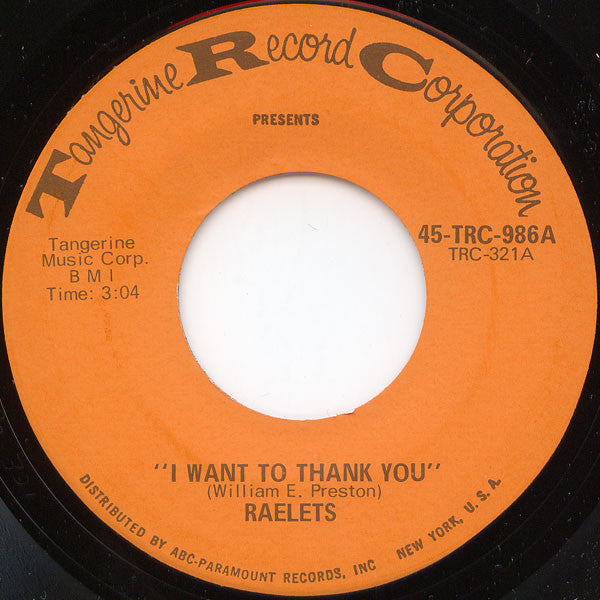 Tangerine Record Corporation
PRESENTS
Tangerine
Music Corp.
B M I
Time: 3:04
45-TRC-986A
TRC-321A
"I WANT TO THANK YOU"
(William E. Preston)
RAELETS
DISTRIBUTED BY ABC-PARAMOUNT RECORDS, INC NEW YORK, U.S.A.